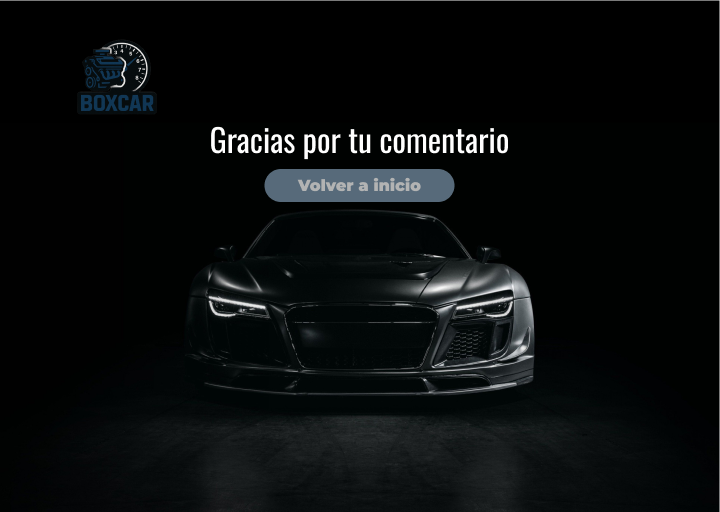 BOXCAR
Gracias por tu comentario
Volver a inicio